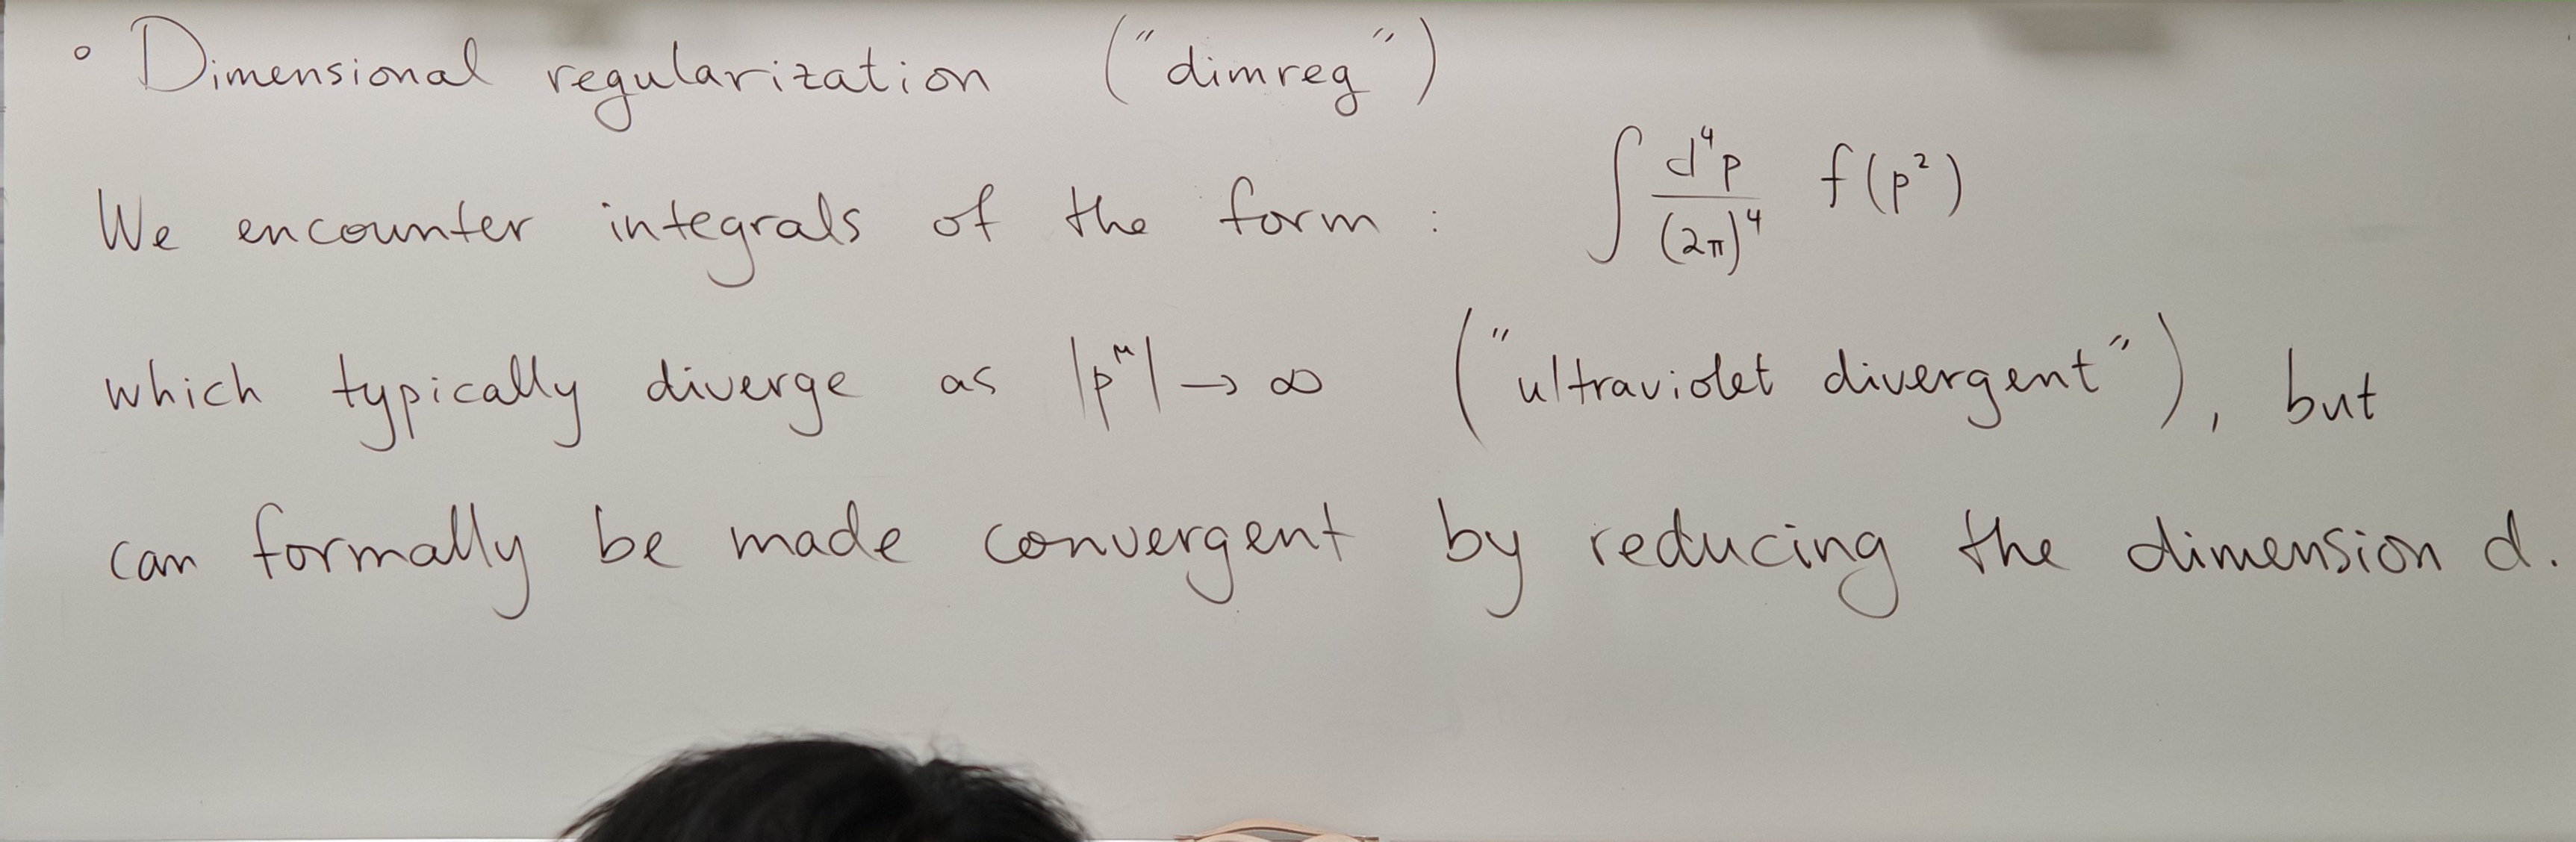 ∘ Dimensional regularization ("dimreg")
We encounter integrals of the form : ∫ d⁴p/(2π)⁴ f(p²)
which typically diverge as |p^μ| → ∞ ("ultraviolet divergent"), but
can formally be made convergent by reducing the dimension d.